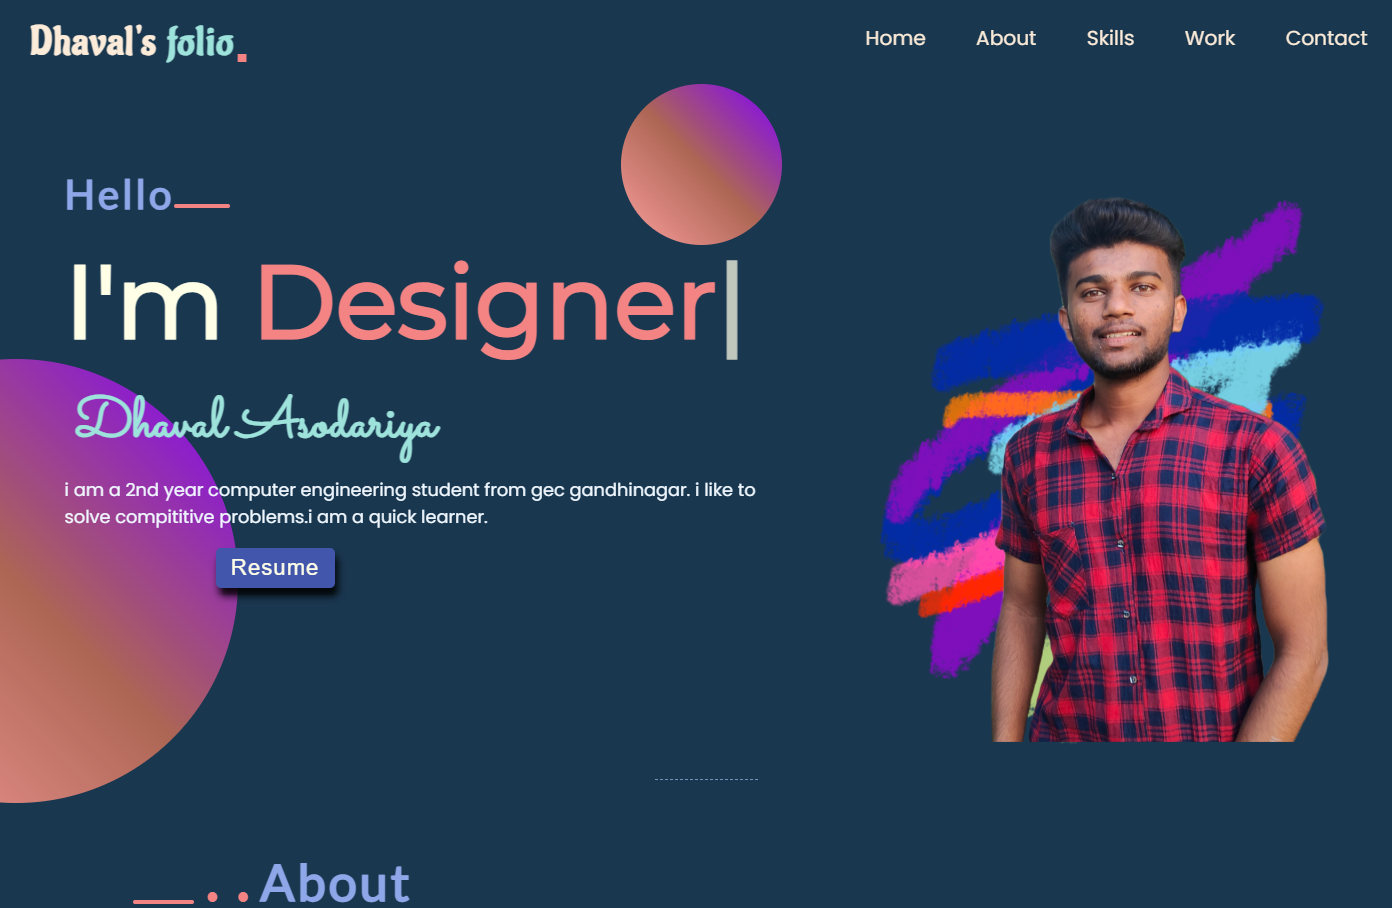 Dhaval's folio.
Home About Skills Work Contact
Hello
I'm Designer|
Dhaval Asodariya
i am a 2nd year computer engineering student from gec gandhinagar. i like to
solve compititive problems.i am a quick learner.
Resume
About